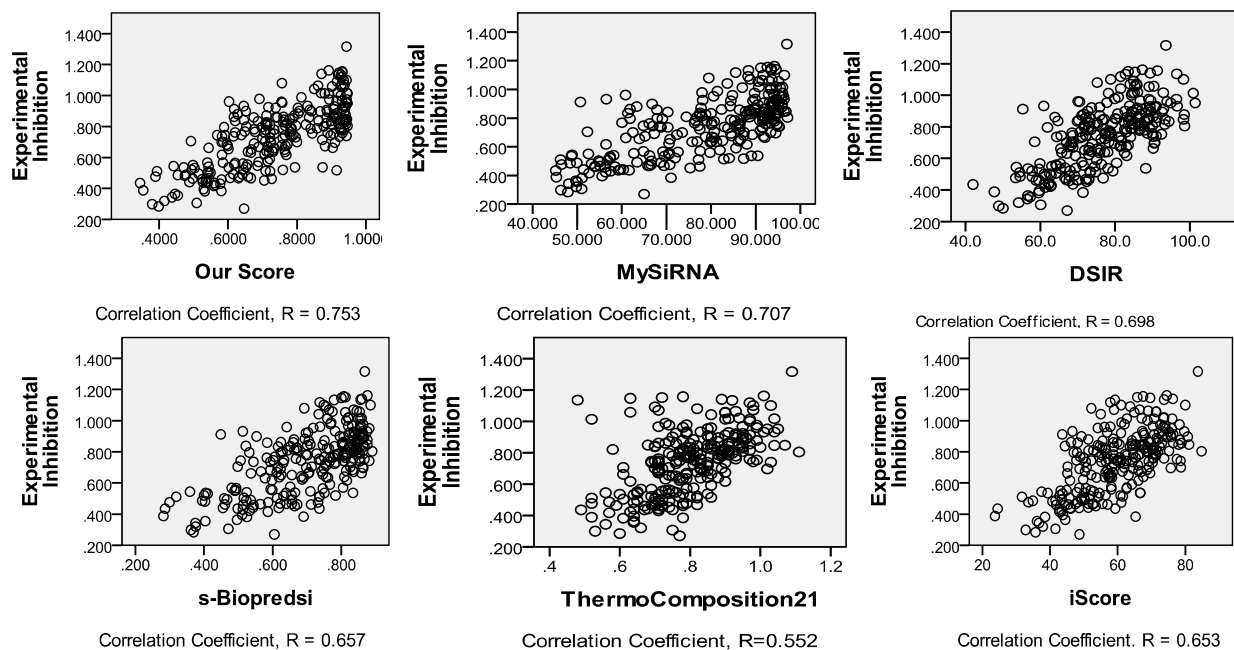 Experimental
Inhibition
1.400
1.200
1.000
.800
.600
.400
.200
.4000 .6000 .8000 1.000
Our Score
Correlation Coefficient, R = 0.753
Experimental
Inhibition
1.400
1.200
1.000
.800
.600
.400
.200
40.000 60.000 80.000 100.00
50.000 70.000 90.000
MySiRNA
Correlation Coefficient, R = 0.707
Experimental
Inhibition
1.400
1.200
1.000
.800
.600
.400
.200
40.0 60.0 80.0 100.0
DSIR
Correlation Coefficient, R = 0.698
Experimental
Inhibition
1.400
1.200
1.000
.800
.600
.400
.200
.200 .400 .600 .800
s-Biopredsi
Correlation Coefficient, R = 0.657
Experimental
Inhibition
1.400
1.200
1.000
.800
.600
.400
.200
.4 .6 .8 1.0 1.2
ThermoComposition21
Correlation Coefficient, R=0.552
Experimental
Inhibition
1.400
1.200
1.000
.800
.600
.400
.200
20 40 60 80
iScore
Correlation Coefficient. R = 0.653